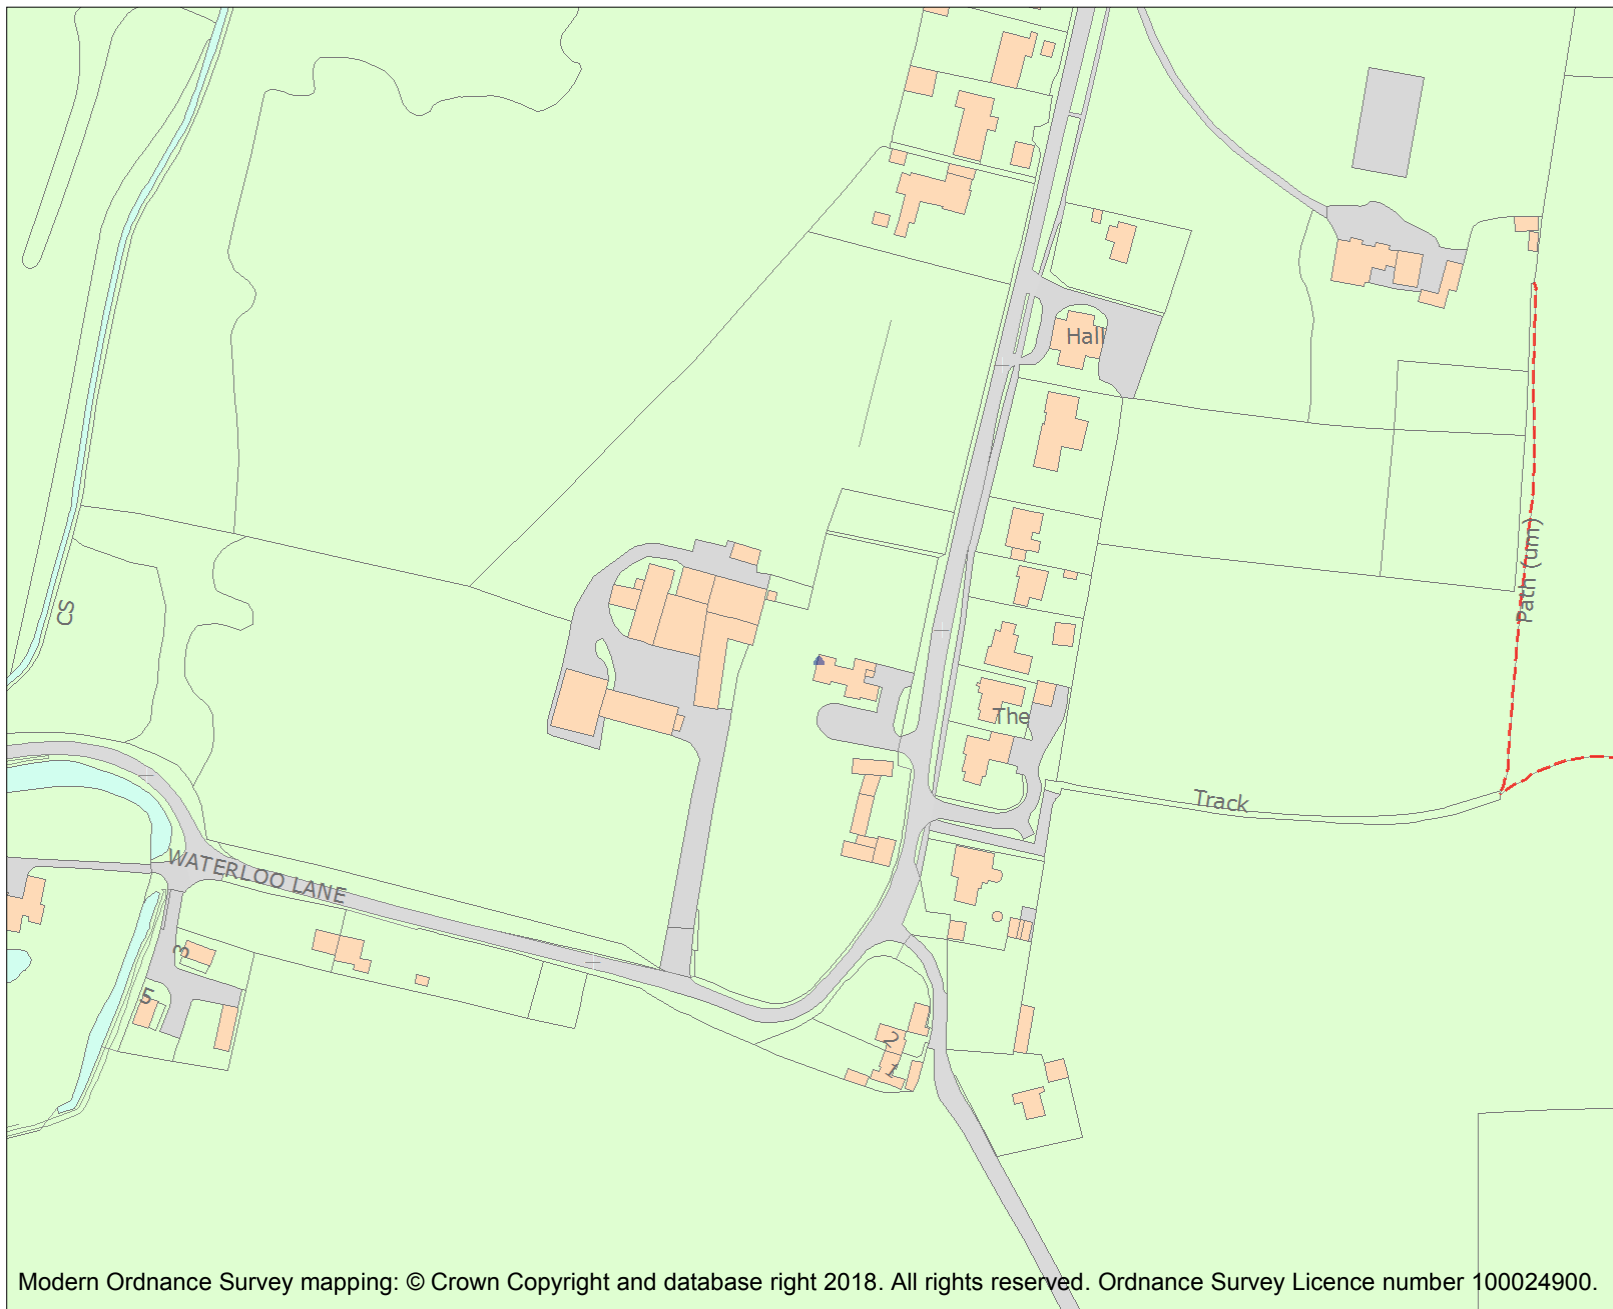 Hall
Path (um)
CS
The
Track
WATERLOO LANE
3
5
2
1
Modern Ordnance Survey mapping: © Crown Copyright and database right 2018. All rights reserved. Ordnance Survey Licence number 100024900.